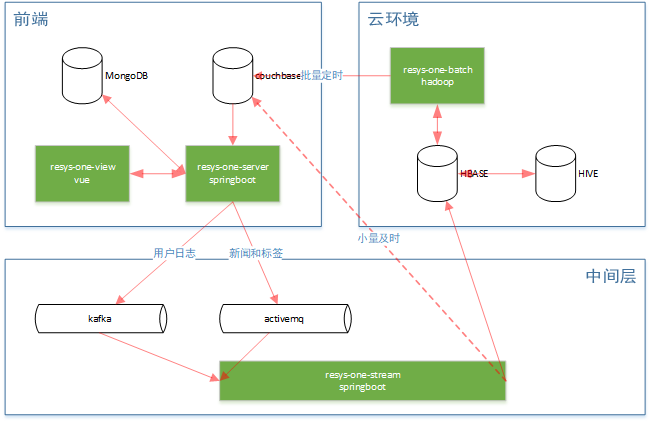 前端
MongoDB
couchbase
resys-one-view
vue
resys-one-server
springboot
云环境
批量定时
resys-one-batch
hadoop
HBASE
HIVE
用户日志
新闻和标签
小量及时
中间层
kafka
activemq
resys-one-stream
springboot